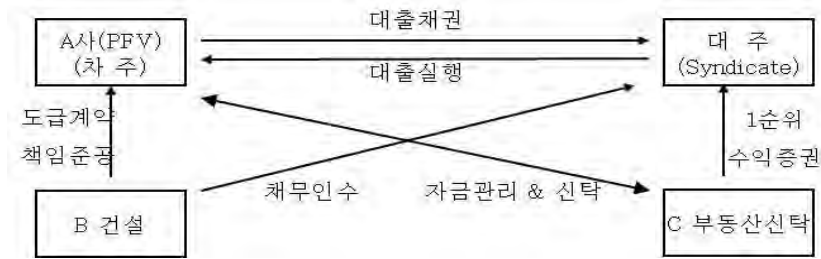 대출채권
A사(PFV)
(차 주)
대 주
(Syndicate)
대출실행
도급계약
책임준공
1순위
수익증권
채무인수
자금관리 & 신탁
B 건설
C 부동산신탁